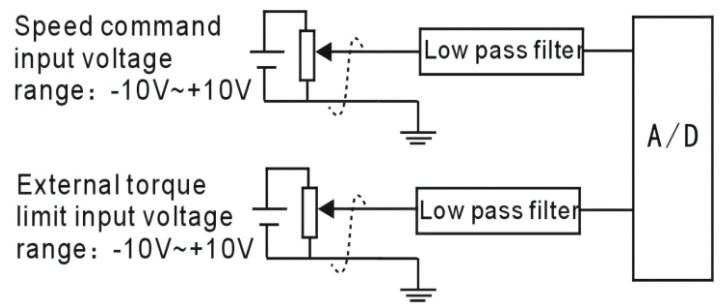 Speed command
input voltage
range：-10V~+10V
Low pass filter
A/D
External torque
limit input voltage
range：-10V~+10V
Low pass filter